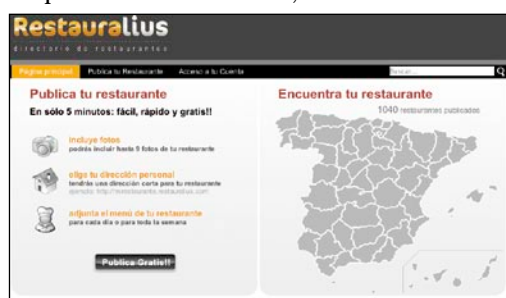 Restauralius
directorio de restaurantes
Página principal Publica tu Restaurante Acceso a tu Cuenta Buscar...
Publica tu restaurante
En sólo 5 minutos: fácil, rápido y gratis!!
incluye fotos
podrás incluir hasta 9 fotos de tu restaurante
elige tu dirección personal
tendrás una dirección corta para tu restaurante
adjunta el menú de tu restaurante
para cada día o para toda la semana
Publica Gratis!!
Encuentra tu restaurante
1040 restaurantes publicados